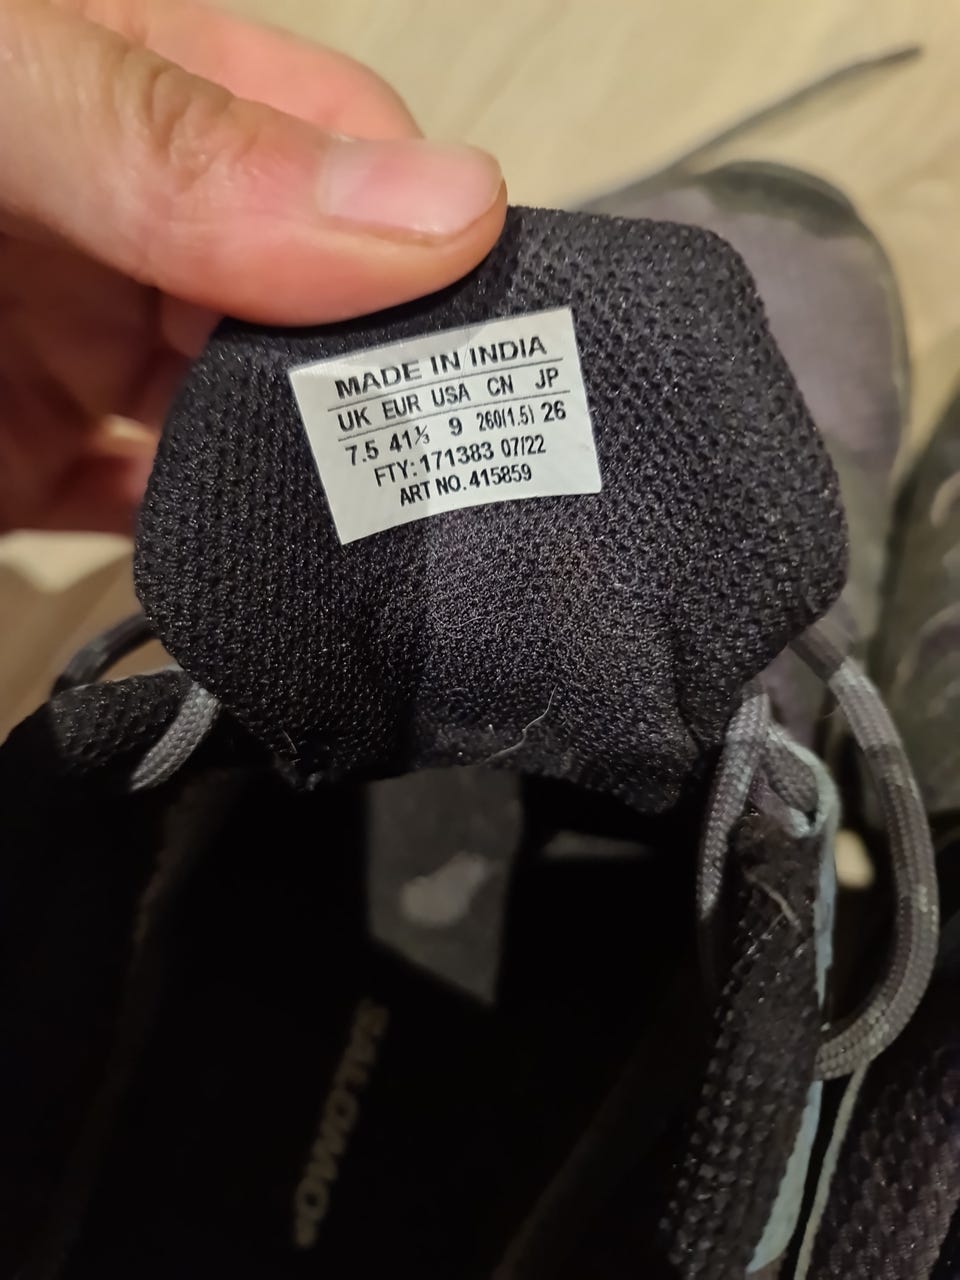 MADE IN INDIA
UK EUR USA CN JP
7.5 41⅓ 9 260(1.5) 26
FTY: 171383 07/22
ART NO. 415859
SALOMON